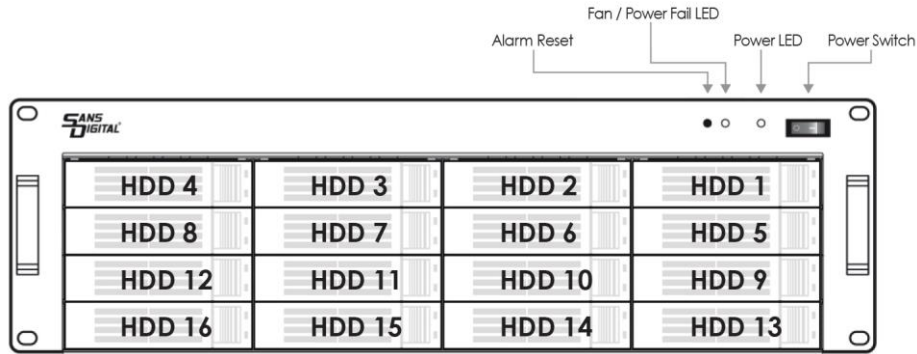 Fan / Power Fail LED
Alarm Reset Power LED Power Switch
SANS DIGITAL
HDD 4 HDD 3 HDD 2 HDD 1
HDD 8 HDD 7 HDD 6 HDD 5
HDD 12 HDD 11 HDD 10 HDD 9
HDD 16 HDD 15 HDD 14 HDD 13